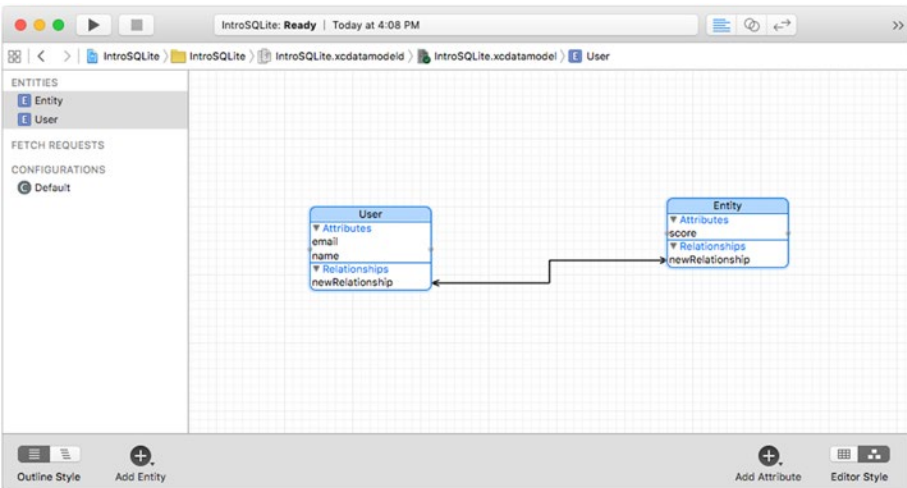 IntroSQLite: Ready | Today at 4:08 PM
IntroSQLite IntroSQLite IntroSQLite.xcdatamodeld IntroSQLite.xcdatamodel E User
ENTITIES
E Entity
E User
FETCH REQUESTS
CONFIGURATIONS
C Default
User
Attributes
email
name
Relationships
newRelationship
Entity
Attributes
score
Relationships
newRelationship
Outline Style
Add Entity
Add Attribute
Editor Style